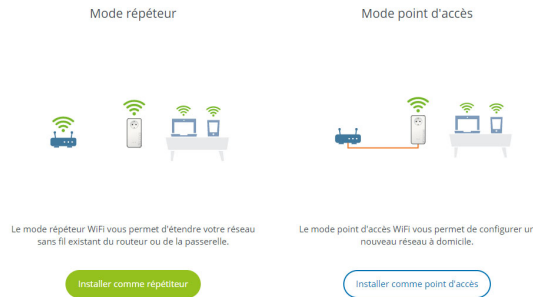 Mode répéteur
Le mode répéteur WiFi vous permet d'étendre votre réseau
sans fil existant du routeur ou de la passerelle.
Installer comme répétiteur
Mode point d'accès
Le mode point d'accès WiFi vous permet de configurer un
nouveau réseau à domicile.
Installer comme point d'accès